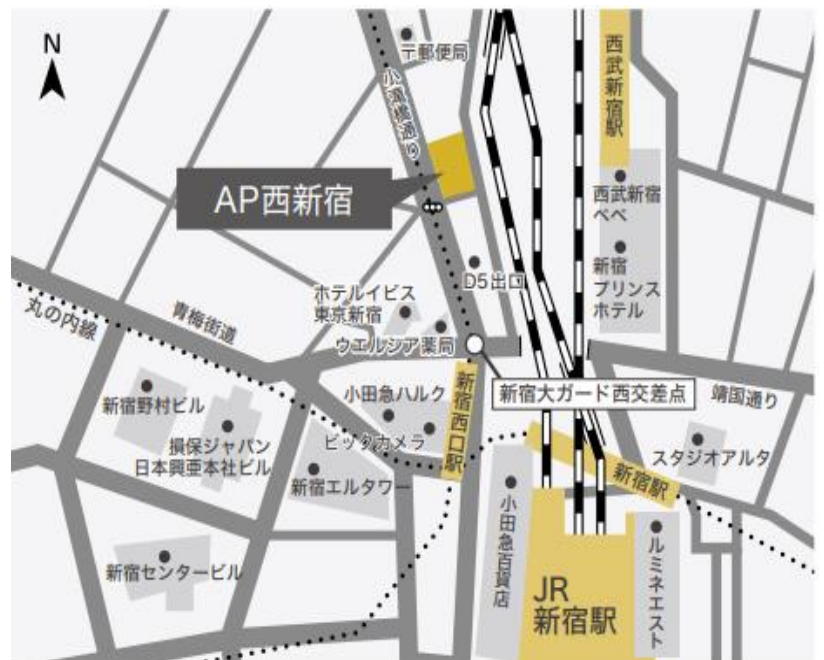 N
〒郵便局
小滝橋通り
西武新宿駅
AP西新宿
西武新宿
ペペ
新宿
プリンス
ホテル
D5出口
ホテルイビス
東京新宿
ウエルシア薬局
丸の内線
青梅街道
新宿大ガード西交差点
靖国通り
新宿西口駅
小田急ハルク
ビックカメラ
新宿野村ビル
損保ジャパン
日本興亜本社ビル
新宿エルタワー
スタジオアルタ
新宿駅
小田急百貨店
新宿センタービル
JR
新宿駅
ルミネエスト